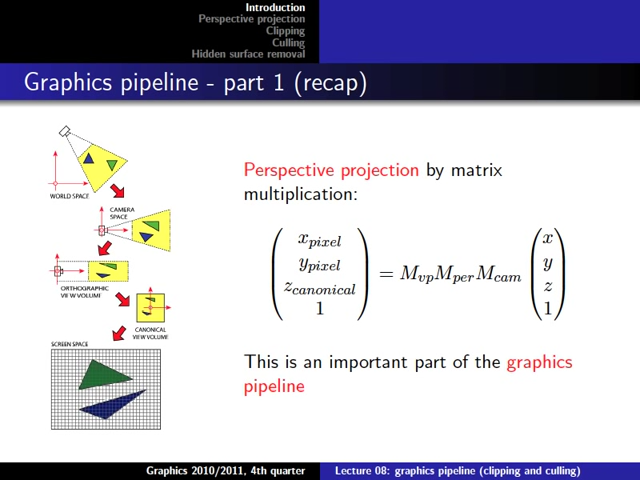 Introduction
Perspective projection
Clipping
Culling
Hidden surface removal
Graphics pipeline - part 1 (recap)
WORLD SPACE
CAMERA
SPACE
ORTHOGRAPHIC
VIEW VOLUME
CANONICAL
VIEW VOLUME
SCREEN SPACE
Perspective projection by matrix
multiplication:
x_pixel
y_pixel
z_canonical
1
= M_vp M_per M_cam
x
y
z
1
This is an important part of the graphics
pipeline
Graphics 2010/2011, 4th quarter
Lecture 08: graphics pipeline (clipping and culling)